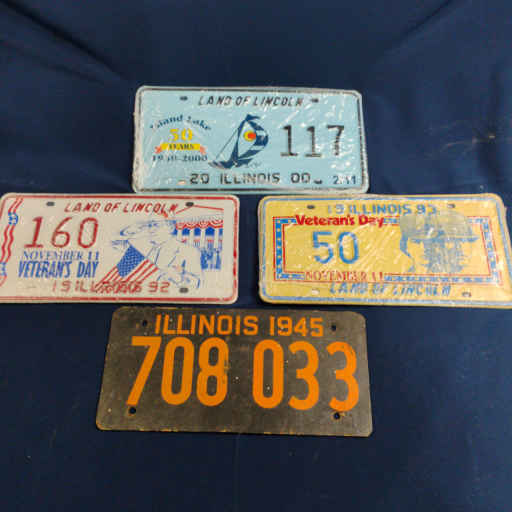 LAND OF LINCOLN
Island Lake
50
YEARS
1950-2000
117
20 ILLINOIS 00
LAND OF LINCOLN
160
NOVEMBER 11
VETERAN'S DAY
19 ILLINOIS 92
19 ILLINOIS 93
Veteran's Day
50
NOVEMBER 11
LAND OF LINCOLN
ILLINOIS 1945
708 033